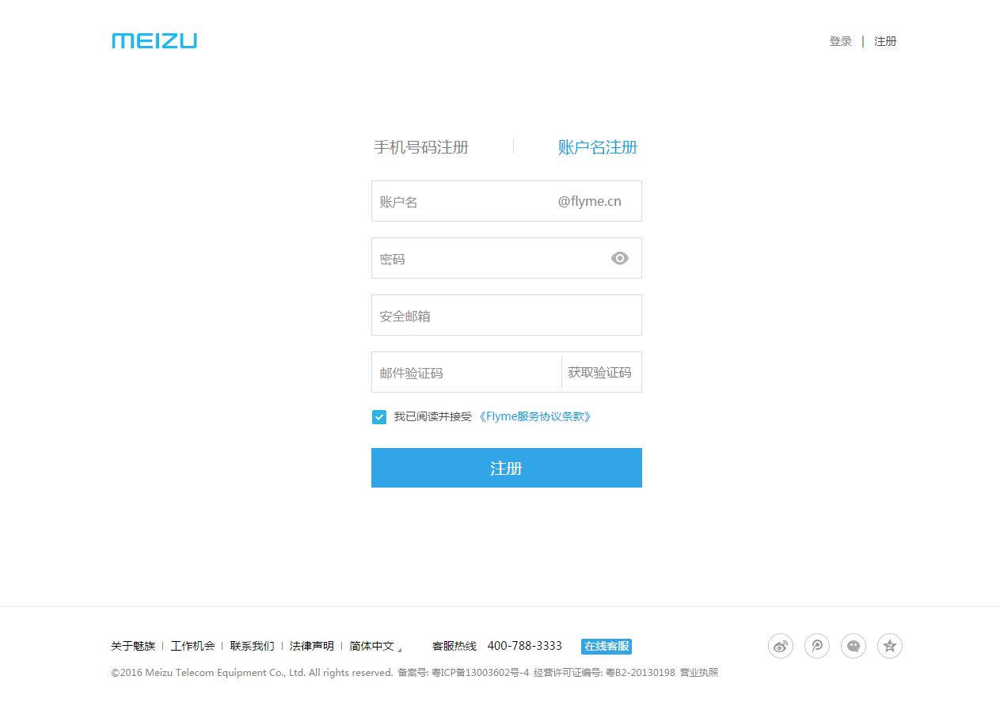 MEIZU
登录 | 注册
手机号码注册
账户名注册
账户名 @flyme.cn
密码
安全邮箱
邮件验证码 获取验证码
我已阅读并接受 《Flyme服务协议条款》
注册
关于魅族 | 工作机会 | 联系我们 | 法律声明 | 简体中文 客服热线 400-788-3333 在线客服
©2016 Meizu Telecom Equipment Co., Ltd. All rights reserved. 备案号: 粤ICP备13003602号-4 经营许可证编号: 粤B2-20130198 营业执照